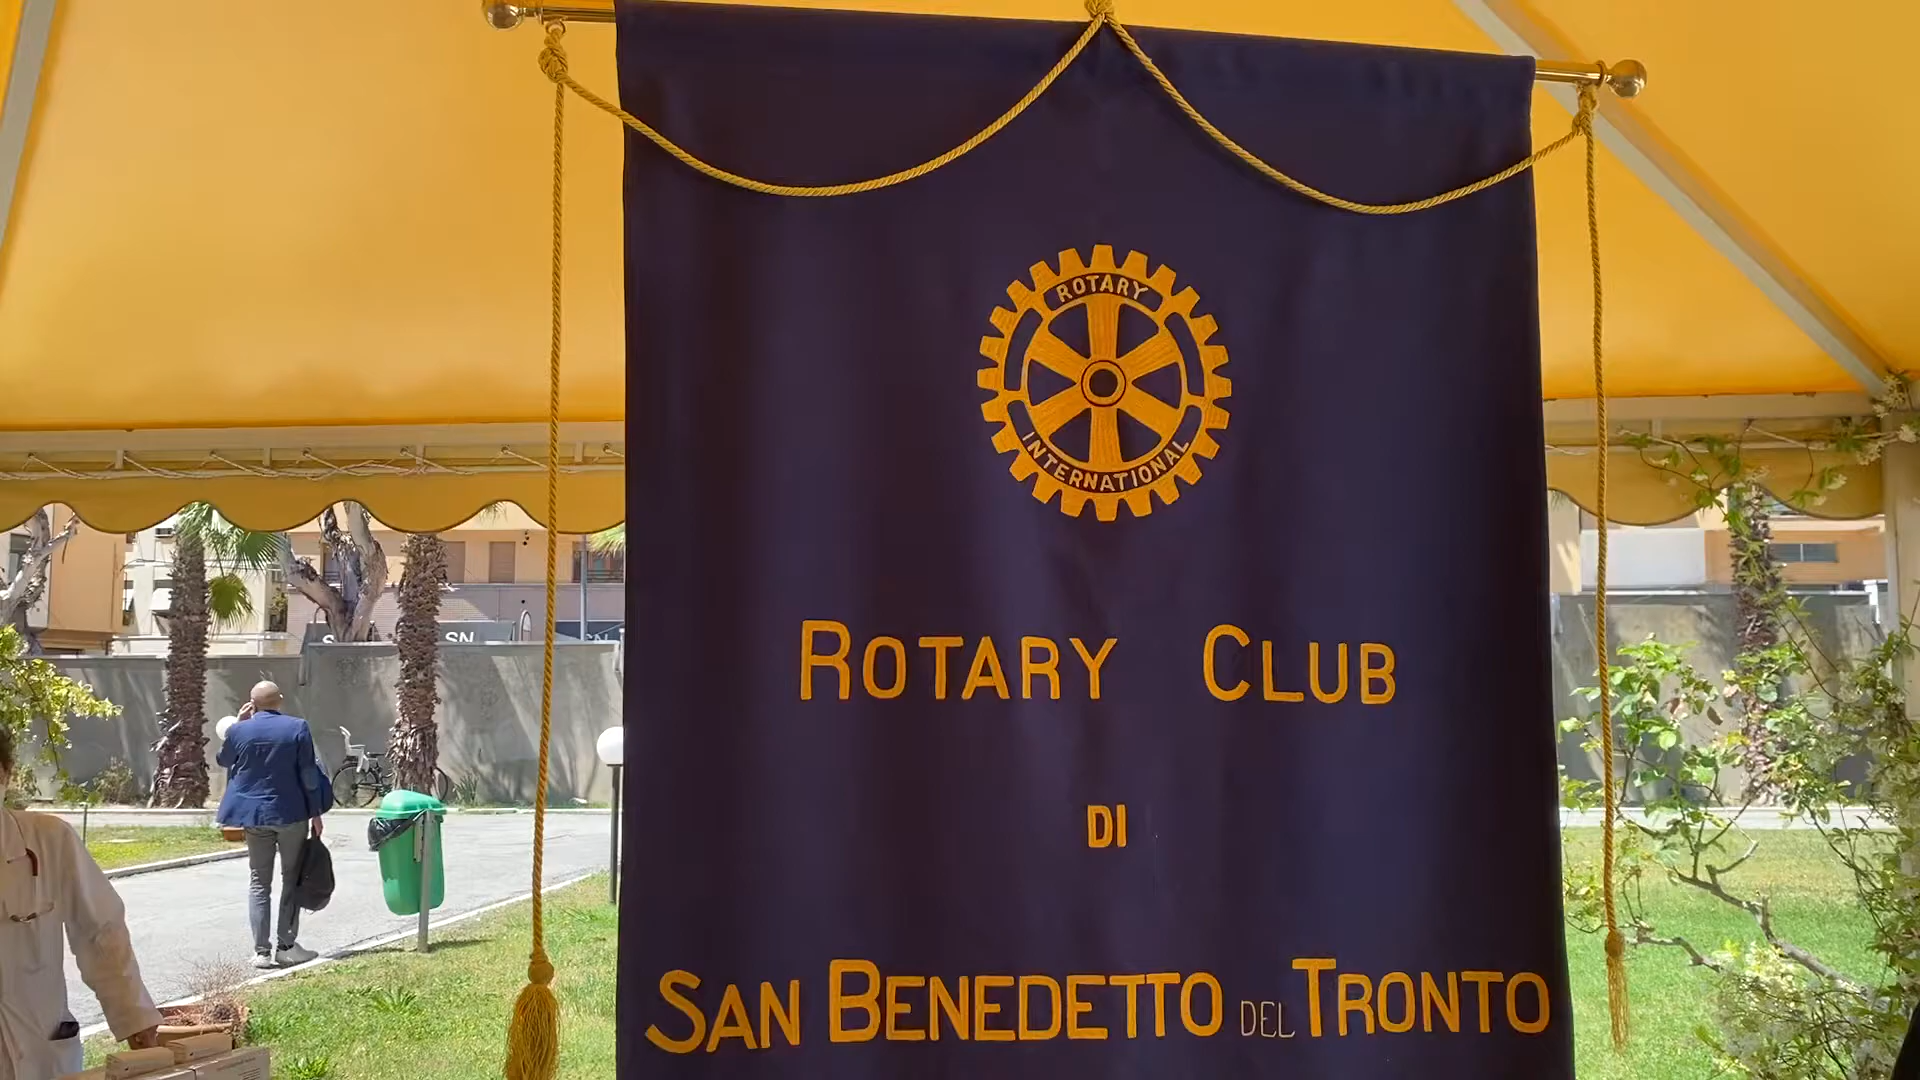 ROTARY
INTERNATIONAL
ROTARY CLUB
DI
SAN BENEDETTO DEL TRONTO